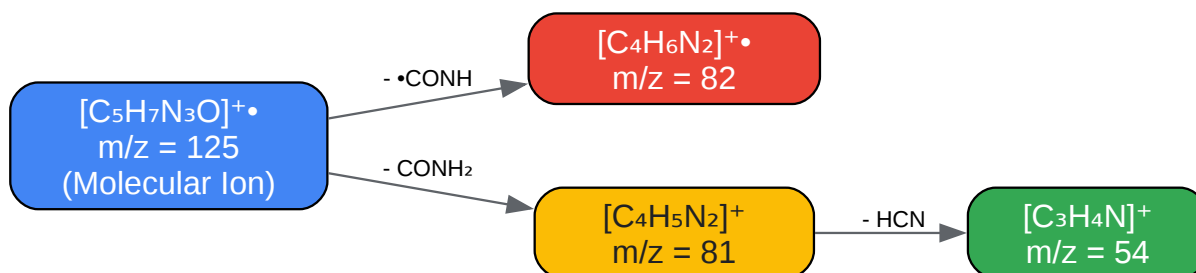 [C₅H₇N₃O]⁺•
m/z = 125
(Molecular Ion)
- •CONH
[C₄H₆N₂]⁺•
m/z = 82
- CONH₂
[C₄H₅N₂]⁺
m/z = 81
- HCN
[C₃H₄N]⁺
m/z = 54